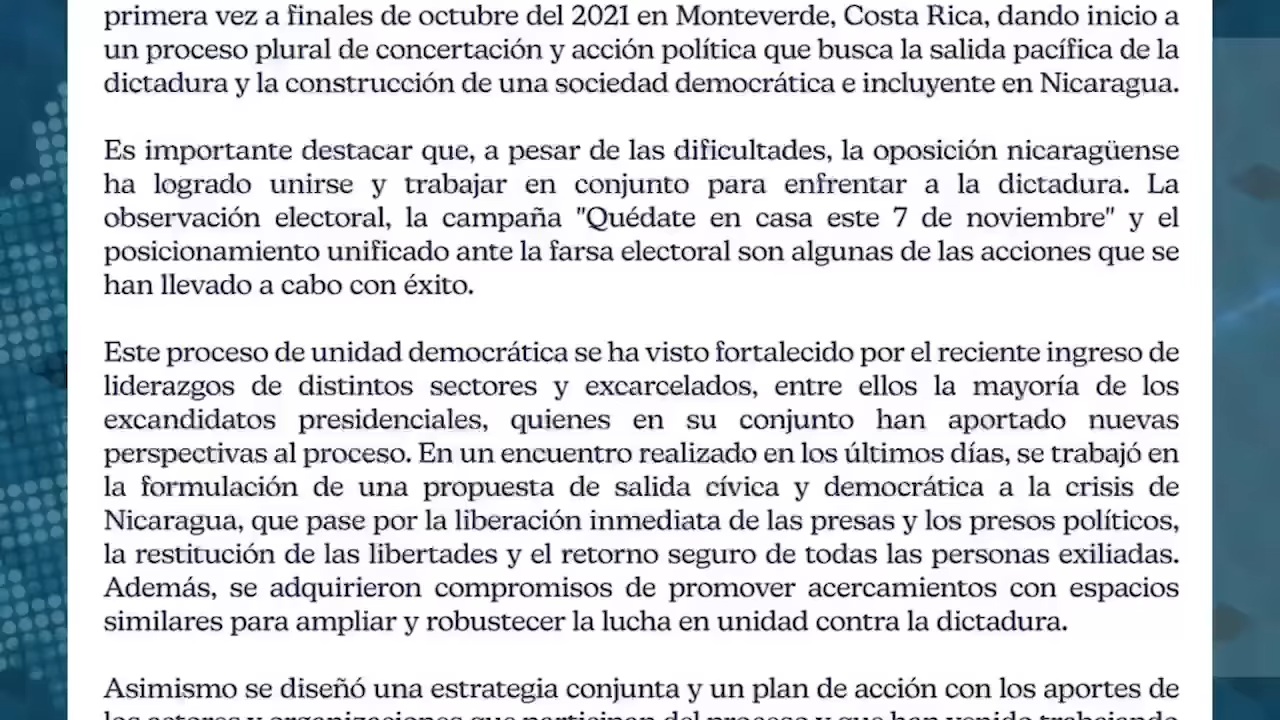 primera vez a finales de octubre del 2021 en Monteverde, Costa Rica, dando inicio a
un proceso plural de concertación y acción política que busca la salida pacífica de la
dictadura y la construcción de una sociedad democrática e incluyente en Nicaragua.
Es importante destacar que, a pesar de las dificultades, la oposición nicaragüense
ha logrado unirse y trabajar en conjunto para enfrentar a la dictadura. La
observación electoral, la campaña "Quédate en casa este 7 de noviembre" y el
posicionamiento unificado ante la farsa electoral son algunas de las acciones que se
han llevado a cabo con éxito.
Este proceso de unidad democrática se ha visto fortalecido por el reciente ingreso de
liderazgos de distintos sectores y excarcelados, entre ellos la mayoría de los
excandidatos presidenciales, quienes en su conjunto han aportado nuevas
perspectivas al proceso. En un encuentro realizado en los últimos días, se trabajó en
la formulación de una propuesta de salida cívica y democrática a la crisis de
Nicaragua, que pase por la liberación inmediata de las presas y los presos políticos,
la restitución de las libertades y el retorno seguro de todas las personas exiliadas.
Además, se adquirieron compromisos de promover acercamientos con espacios
similares para ampliar y robustecer la lucha en unidad contra la dictadura.
Asimismo se diseñó una estrategia conjunta y un plan de acción con los aportes de
los actores y organizaciones que participan del proceso y que han venido trabajando